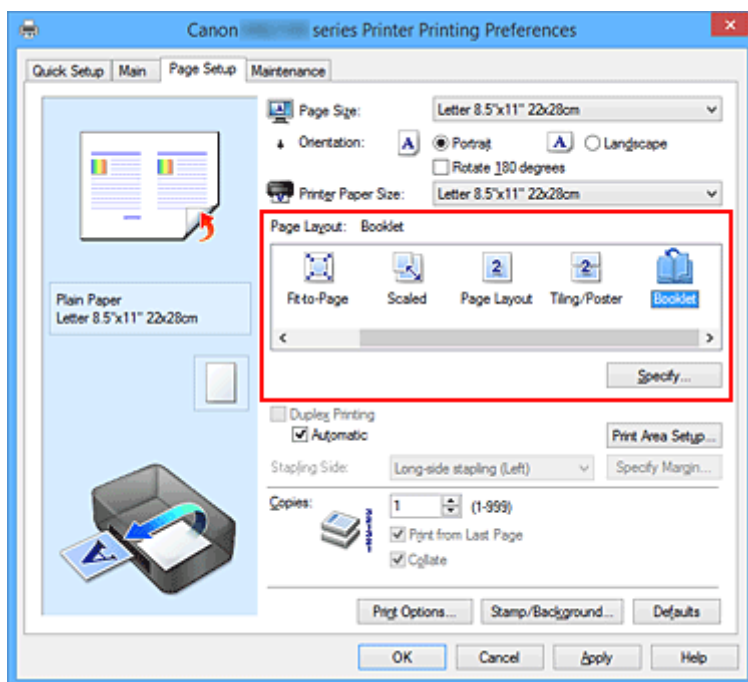 Canon series Printer Printing Preferences
Quick Setup Main Page Setup Maintenance
Page Size: Letter 8.5"x11" 22x28cm
Orientation: A Portrait A Landscape
Rotate 180 degrees
Printer Paper Size: Letter 8.5"x11" 22x28cm
Page Layout: Booklet
Fit-to-Page Scaled Page Layout Tiling/Poster Booklet
Specify...
Plain Paper
Letter 8.5"x11" 22x28cm
Duplex Printing
Automatic
Print Area Setup...
Stapling Side: Long-side stapling (Left) Specify Margin...
Copies: 1 (1-999)
Print from Last Page
Collate
Print Options... Stamp/Background... Defaults
OK Cancel Apply Help